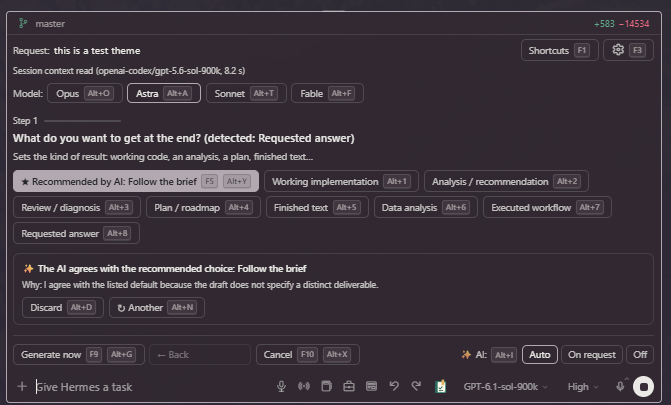 master +583 −14534
Request: this is a test theme Shortcuts F1 F3
Session context read (openai-codex/gpt-5.6-sol-900k, 8.2 s)
Model: Opus Alt+O Astra Alt+A Sonnet Alt+T Fable Alt+F
Step 1
What do you want to get at the end? (detected: Requested answer)
Sets the kind of result: working code, an analysis, a plan, finished text...
★ Recommended by AI: Follow the brief F5 Alt+Y Working implementation Alt+1 Analysis / recommendation Alt+2
Review / diagnosis Alt+3 Plan / roadmap Alt+4 Finished text Alt+5 Data analysis Alt+6 Executed workflow Alt+7
Requested answer Alt+8
✨ The AI agrees with the recommended choice: Follow the brief
Why: I agree with the listed default because the draft does not specify a distinct deliverable.
Discard Alt+D ↻ Another Alt+N
Generate now F9 Alt+G ← Back Cancel F10 Alt+X ✨ AI: Alt+I Auto On request Off
+ Give Hermes a task GPT-6.1-sol-900k High